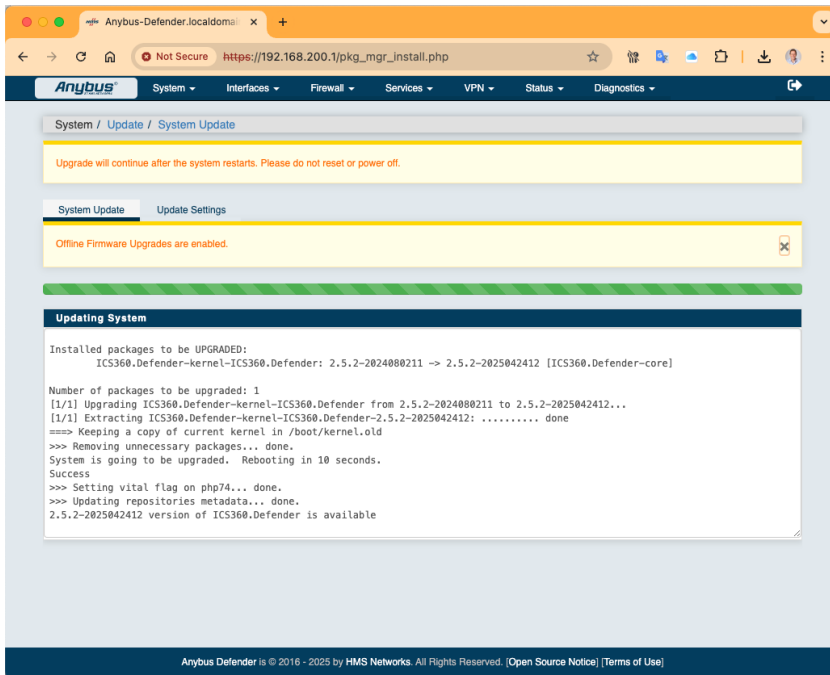 Anybus-Defender.localdomai
Not Secure https://192.168.200.1/pkg_mgr_install.php
Anybus System Interfaces Firewall Services VPN Status Diagnostics
System / Update / System Update
Upgrade will continue after the system restarts. Please do not reset or power off.
System Update Update Settings
Offline Firmware Upgrades are enabled.
Updating System
Installed packages to be UPGRADED:
ICS360.Defender-kernel-ICS360.Defender: 2.5.2-2024080211 -> 2.5.2-2025042412 [ICS360.Defender-core]
Number of packages to be upgraded: 1
[1/1] Upgrading ICS360.Defender-kernel-ICS360.Defender from 2.5.2-2024080211 to 2.5.2-2025042412...
[1/1] Extracting ICS360.Defender-kernel-ICS360.Defender-2.5.2-2025042412: .......... done
===> Keeping a copy of current kernel in /boot/kernel.old
>>> Removing unnecessary packages... done.
System is going to be upgraded.  Rebooting in 10 seconds.
Success
>>> Setting vital flag on php74... done.
>>> Updating repositories metadata... done.
2.5.2-2025042412 version of ICS360.Defender is available
Anybus Defender is © 2016 - 2025 by HMS Networks. All Rights Reserved. [Open Source Notice] [Terms of Use]